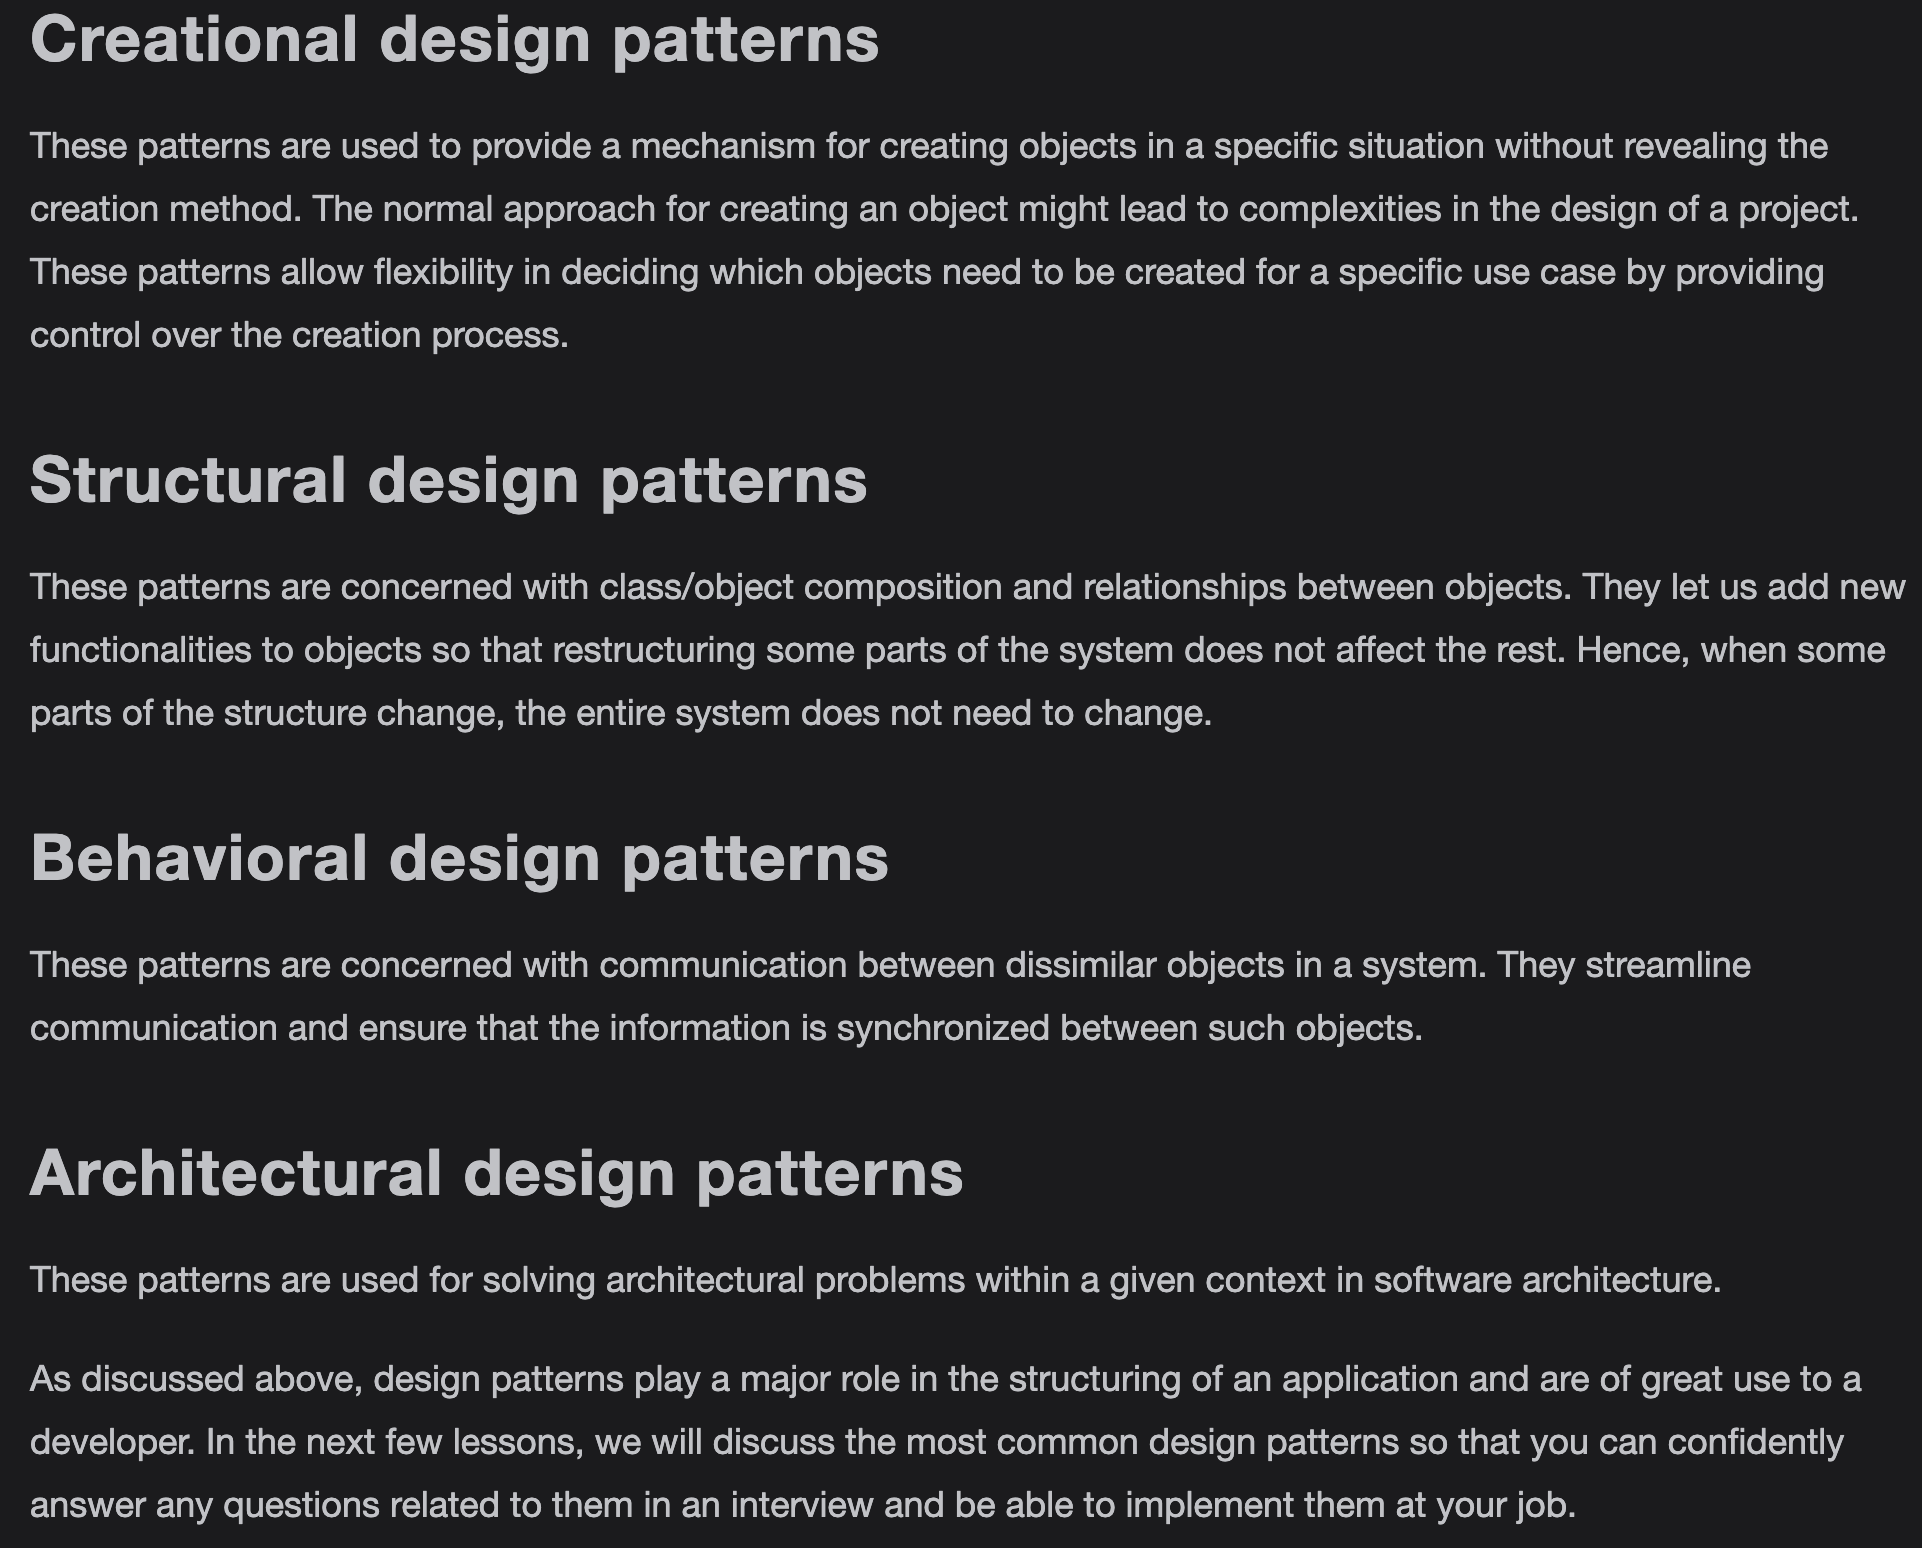 Creational design patterns
These patterns are used to provide a mechanism for creating objects in a specific situation without revealing the
creation method. The normal approach for creating an object might lead to complexities in the design of a project.
These patterns allow flexibility in deciding which objects need to be created for a specific use case by providing
control over the creation process.
Structural design patterns
These patterns are concerned with class/object composition and relationships between objects. They let us add new
functionalities to objects so that restructuring some parts of the system does not affect the rest. Hence, when some
parts of the structure change, the entire system does not need to change.
Behavioral design patterns
These patterns are concerned with communication between dissimilar objects in a system. They streamline
communication and ensure that the information is synchronized between such objects.
Architectural design patterns
These patterns are used for solving architectural problems within a given context in software architecture.
As discussed above, design patterns play a major role in the structuring of an application and are of great use to a
developer. In the next few lessons, we will discuss the most common design patterns so that you can confidently
answer any questions related to them in an interview and be able to implement them at your job.